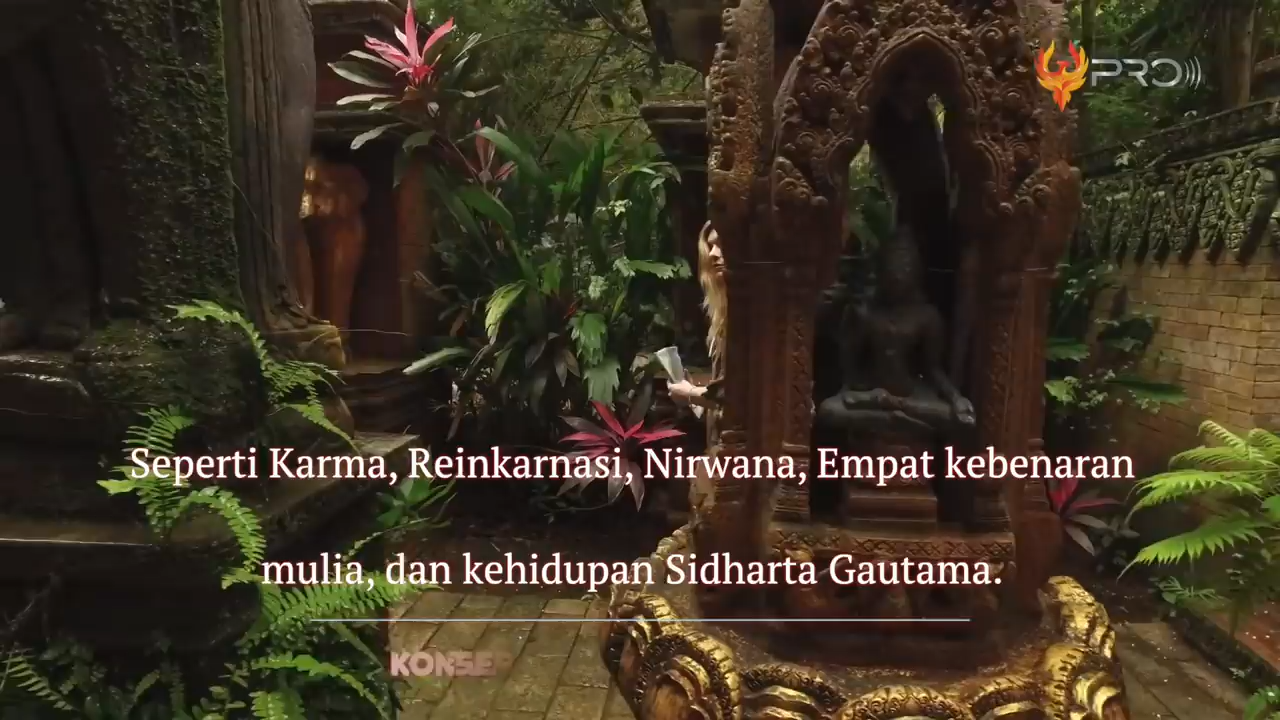 PRO
Seperti Karma, Reinkarnasi, Nirwana, Empat kebenaran
mulia, dan kehidupan Sidharta Gautama.
KONSEP